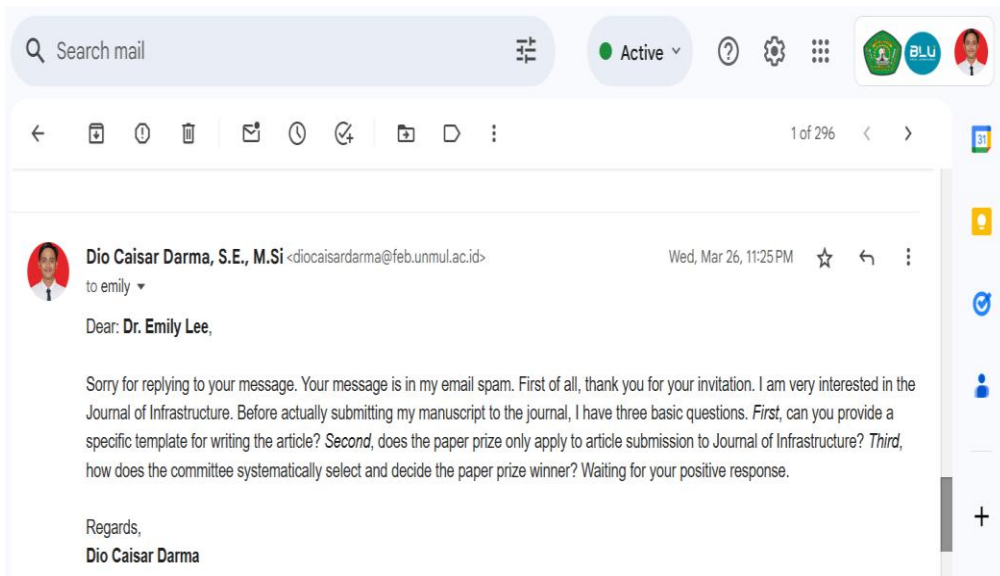 Search mail
Active
BLU
1 of 296
31
Dio Caisar Darma, S.E., M.Si <diocaisardarma@feb.unmul.ac.id>
Wed, Mar 26, 11:25 PM
to emily
Dear: Dr. Emily Lee,
Sorry for replying to your message. Your message is in my email spam. First of all, thank you for your invitation. I am very interested in the
Journal of Infrastructure. Before actually submitting my manuscript to the journal, I have three basic questions. First, can you provide a
specific template for writing the article? Second, does the paper prize only apply to article submission to Journal of Infrastructure? Third,
how does the committee systematically select and decide the paper prize winner? Waiting for your positive response.
Regards,
Dio Caisar Darma